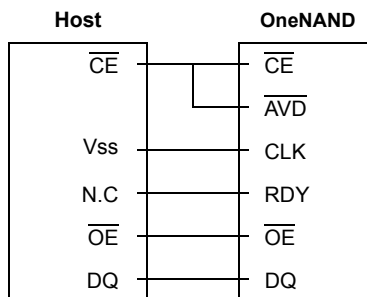 Host OneNAND
CE CE
AVD
Vss CLK
N.C RDY
OE OE
DQ DQ